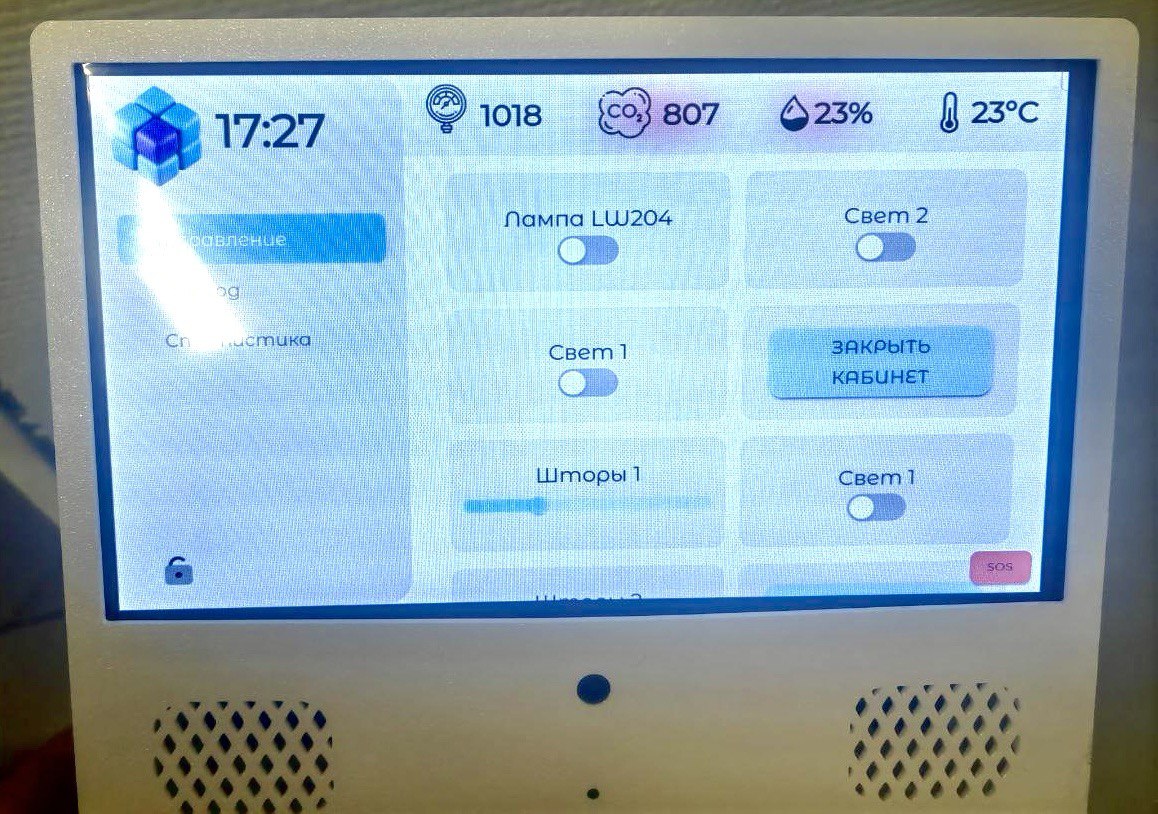 17:27
1018
CO₂ 807
23%
23°C
Лампа LW204
Свет 2
Свет 1
ЗАКРЫТЬ
КАБИНЕТ
Шторы 1
Свет 1
SOS